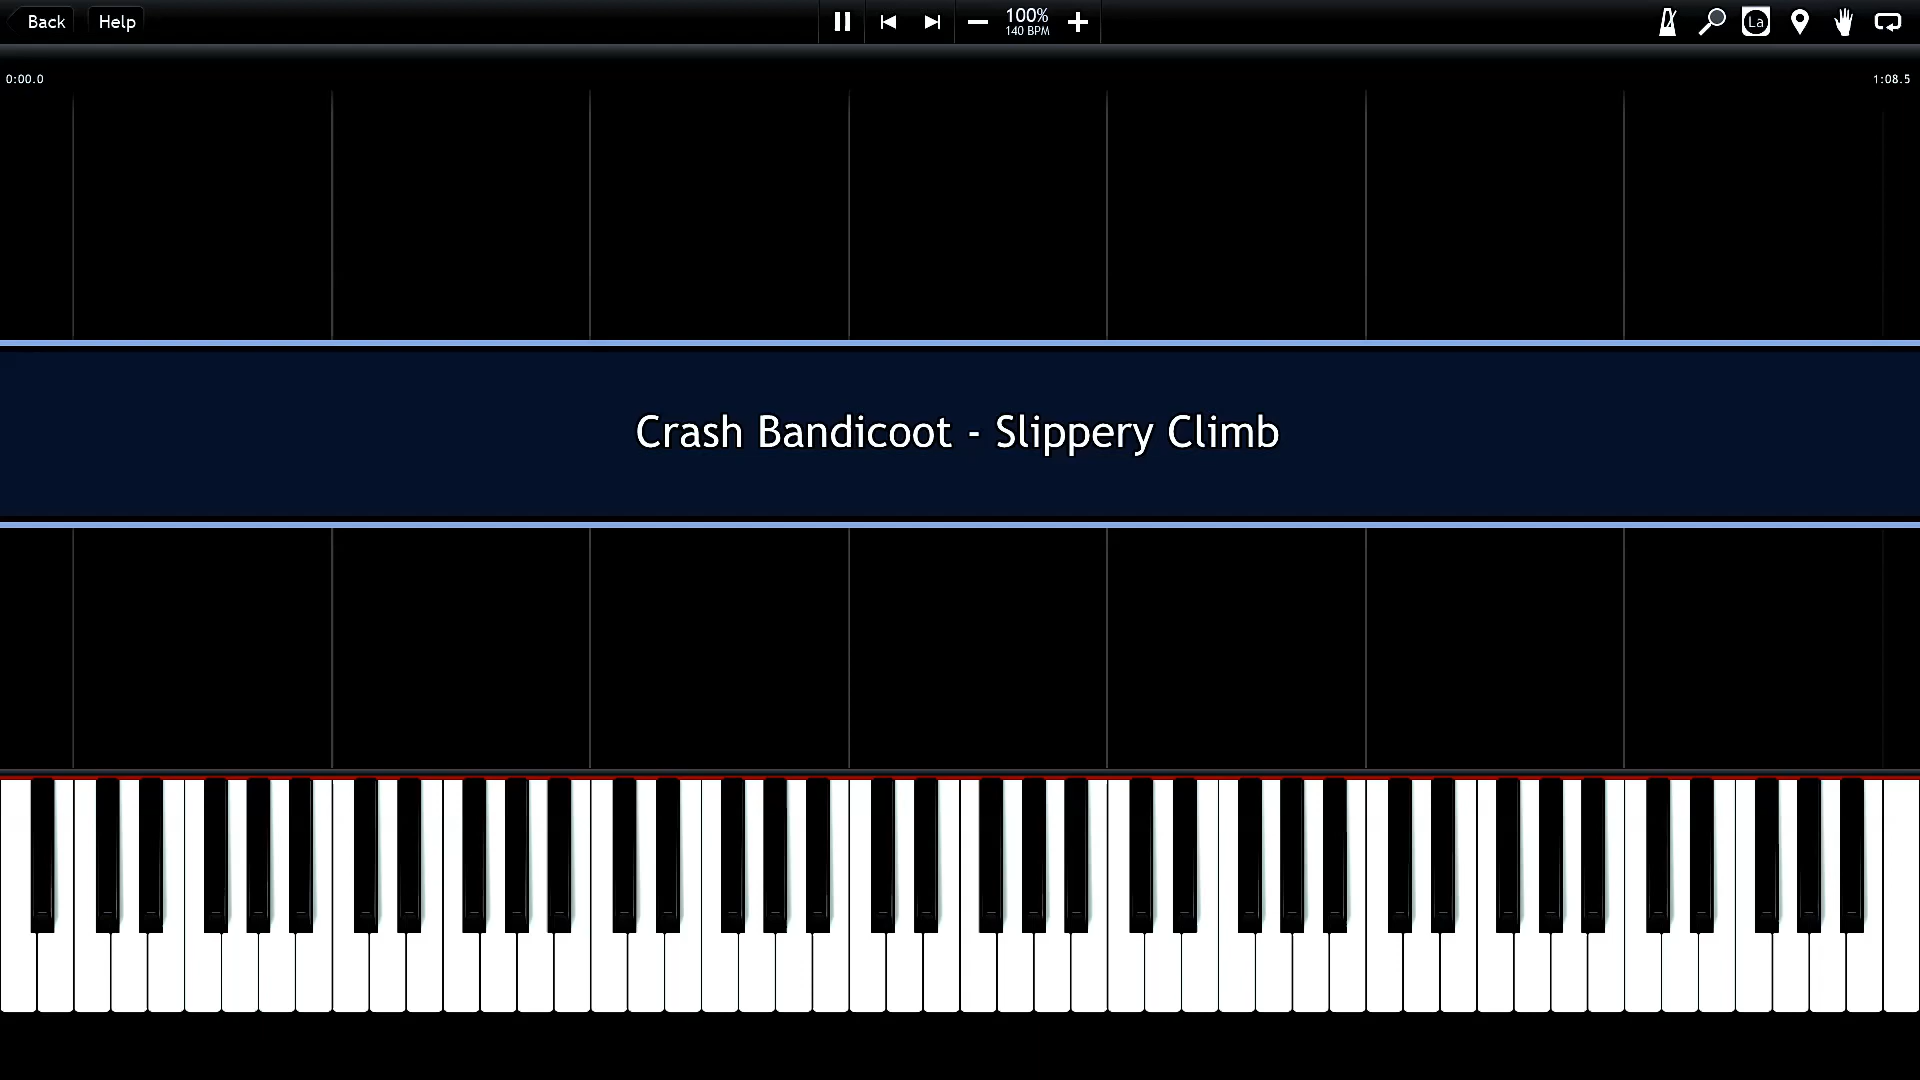 Back Help
100%
140 BPM
La
0:00.0 1:08.5
Crash Bandicoot - Slippery Climb